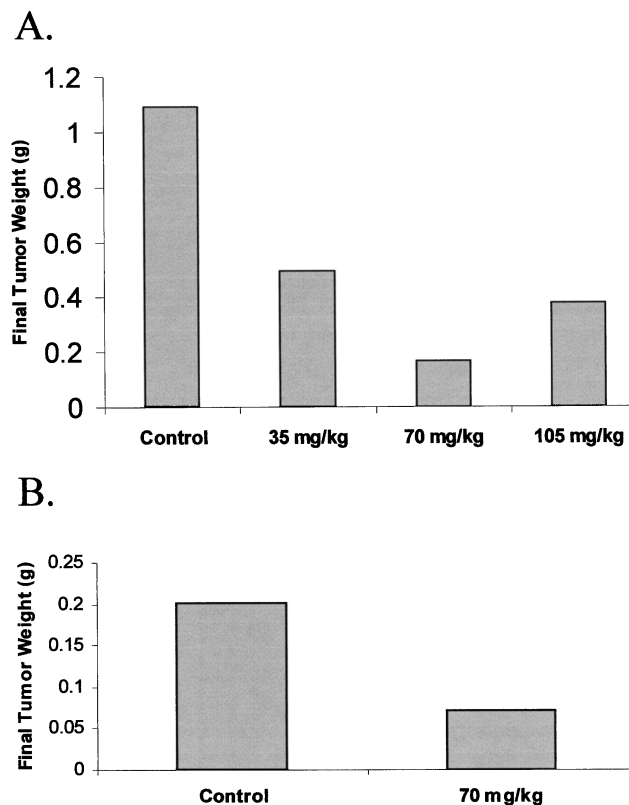 A.
Final Tumor Weight (g)
1.2
1
0.8
0.6
0.4
0.2
0
Control 35 mg/kg 70 mg/kg 105 mg/kg
B.
Final Tumor Weight (g)
0.25
0.2
0.15
0.1
0.05
0
Control 70 mg/kg